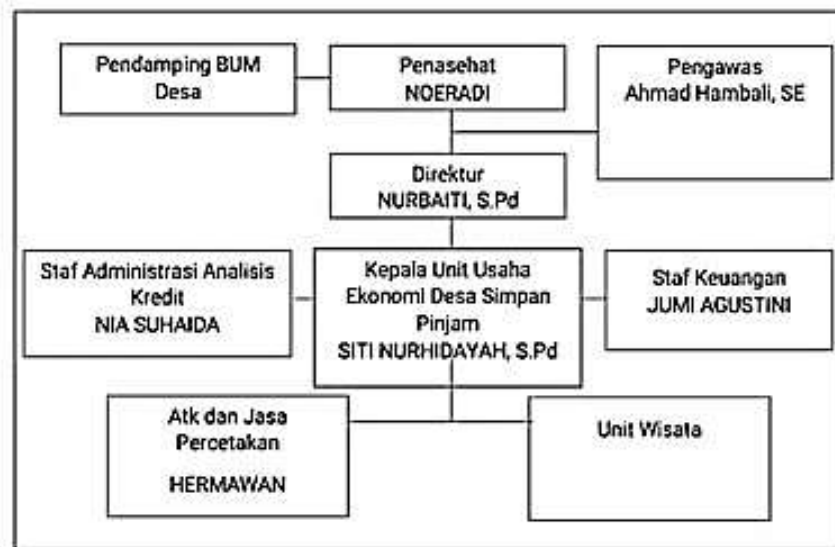 Pendamping BUM
Desa
Penasehat
NOERADI
Pengawas
Ahmad Hambali, SE
Direktur
NURBAITI, S.Pd
Staf Administrasi Analisis
Kredit
NIA SUHAIDA
Kepala Unit Usaha
Ekonomi Desa Simpan
Pinjam
SITI NURHIDAYAH, S.Pd
Staf Keuangan
JUMI AGUSTINI
Atk dan Jasa
Percetakan
HERMAWAN
Unit Wisata